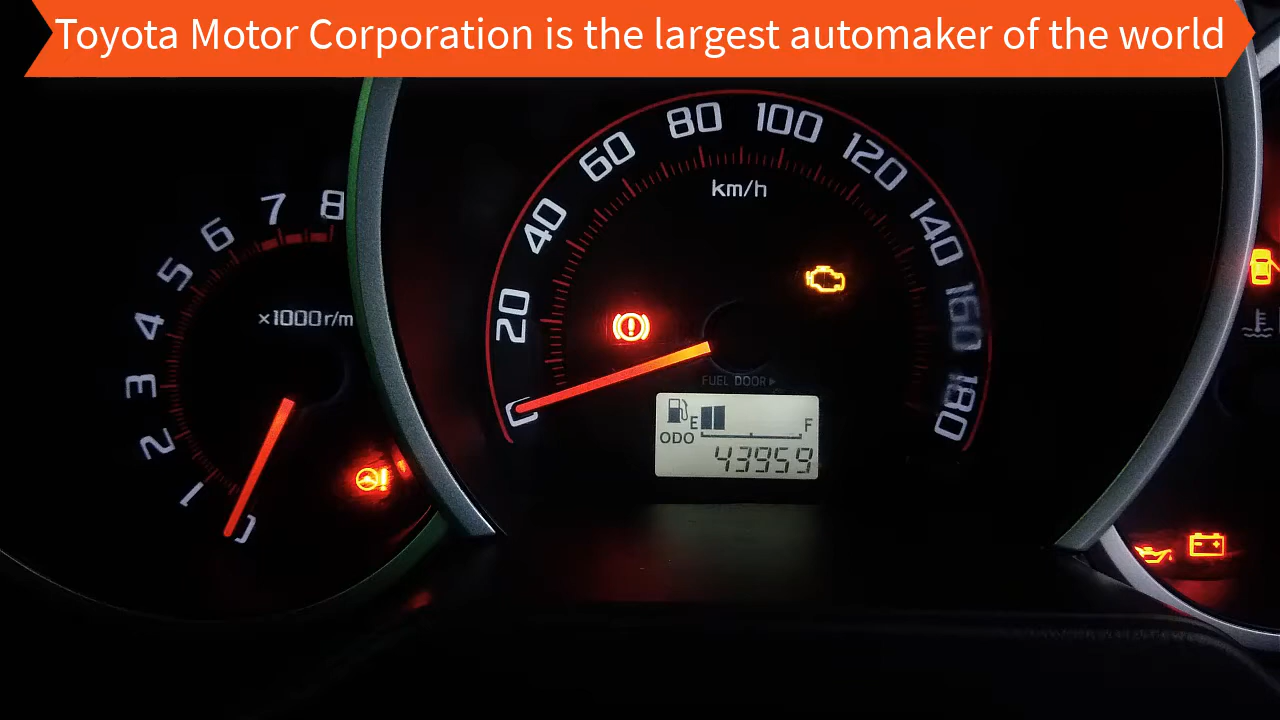 Toyota Motor Corporation is the largest automaker of the world
8
7
6
5
4
3
2
1
0
×1000r/m
0
20
40
60
80
100
120
140
160
180
km/h
FUEL DOOR
E
F
ODO
43959